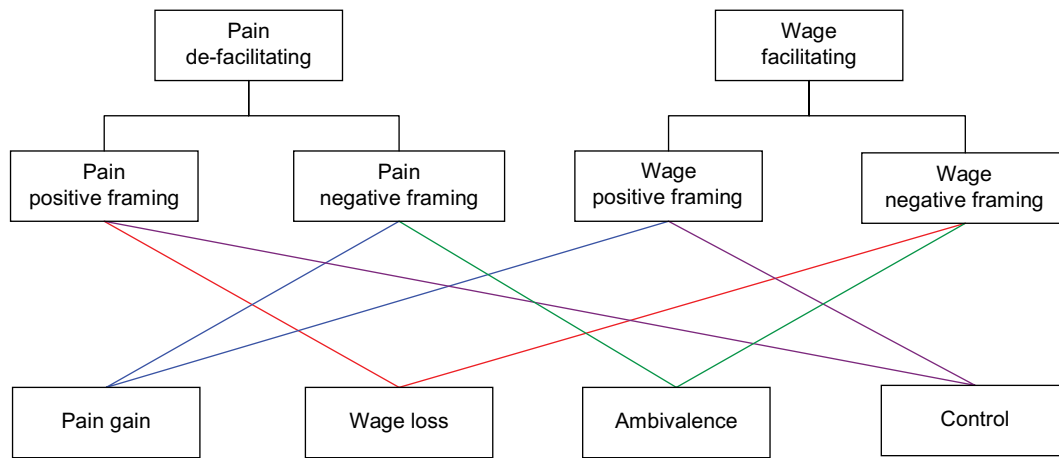 Pain
de-facilitating
Wage
facilitating
Pain
positive framing
Pain
negative framing
Wage
positive framing
Wage
negative framing
Pain gain
Wage loss
Ambivalence
Control